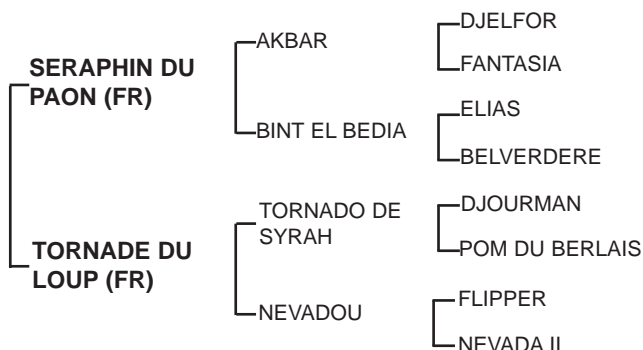 DJELFOR
AKBAR
SERAPHIN DU
PAON (FR)
FANTASIA
ELIAS
BINT EL BEDIA
BELVERDERE
DJOURMAN
TORNADO DE
SYRAH
TORNADE DU
LOUP (FR)
POM DU BERLAIS
FLIPPER
NEVADOU
NEVADA II